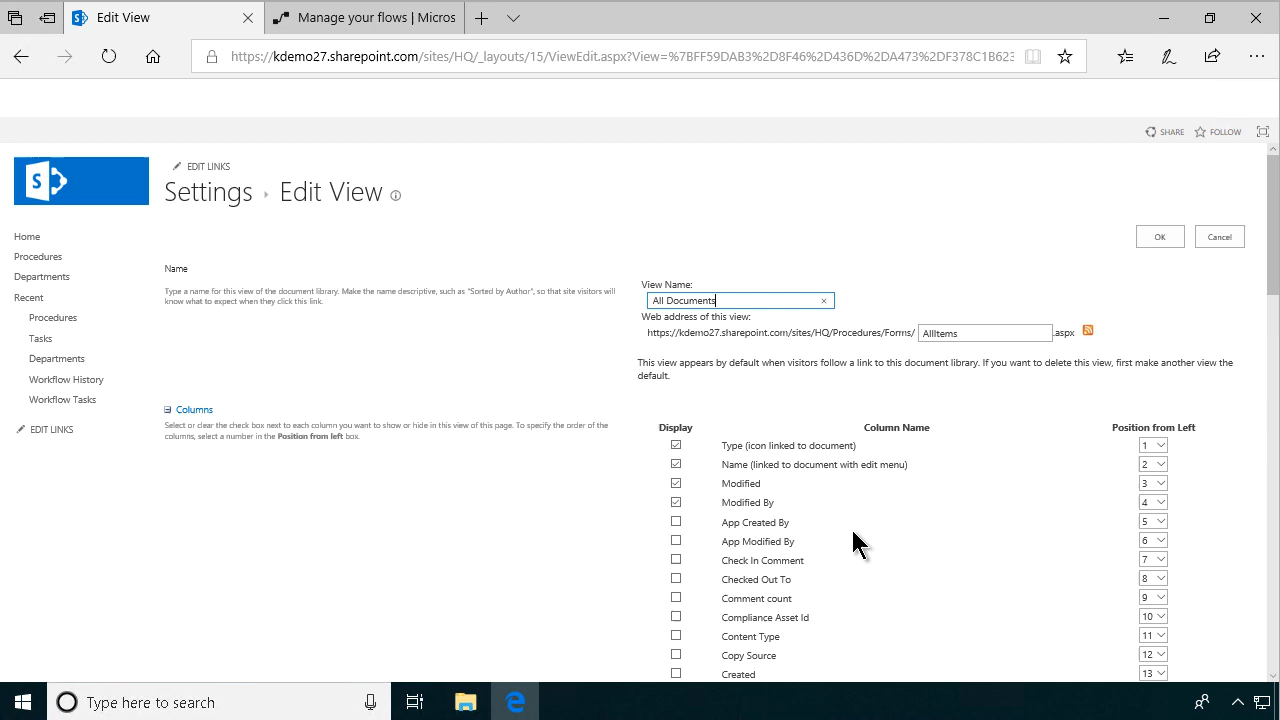 Edit View
Manage your flows | Micros
https://kdemo27.sharepoint.com/sites/HQ/_layouts/15/ViewEdit.aspx?View=%7BFF59DAB3%2D8F46%2D436D%2DA473%2DF378C1B623
SHARE FOLLOW
S
EDIT LINKS
Settings › Edit View
Home
Procedures
Departments
Recent
Procedures
Tasks
Departments
Workflow History
Workflow Tasks
EDIT LINKS
OK Cancel
Name
Type a name for this view of the document library. Make the name descriptive, such as "Sorted by Author", so that site visitors will
know what to expect when they click this link.
View Name:
All Documents
Web address of this view:
https://kdemo27.sharepoint.com/sites/HQ/Procedures/Forms/ AllItems .aspx
This view appears by default when visitors follow a link to this document library. If you want to delete this view, first make another view the
default.
Columns
Select or clear the check box next to each column you want to show or hide in this view of this page. To specify the order of the
columns, select a number in the Position from left box.
Display Column Name Position from Left
Type (icon linked to document) 1
Name (linked to document with edit menu) 2
Modified 3
Modified By 4
App Created By 5
App Modified By 6
Check In Comment 7
Checked Out To 8
Comment count 9
Compliance Asset Id 10
Content Type 11
Copy Source 12
Created 13
Type here to search